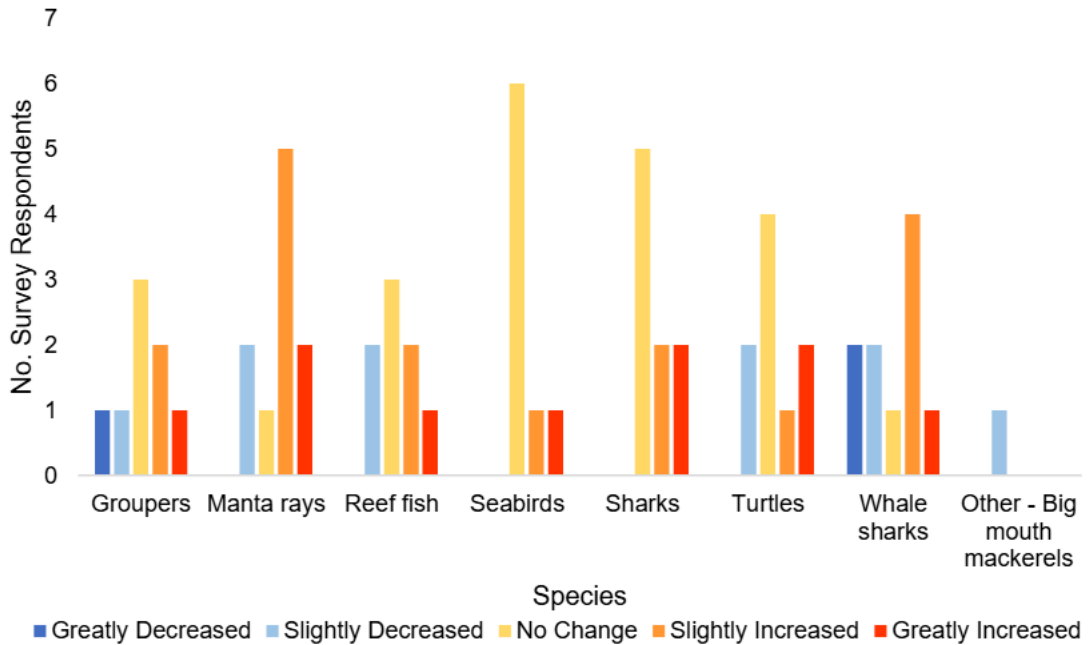 7
6
5
4
3
2
1
0
No. Survey Respondents
Groupers
Manta rays
Reef fish
Seabirds
Sharks
Turtles
Whale
sharks
Other - Big
mouth
mackerels
Species
Greatly Decreased
Slightly Decreased
No Change
Slightly Increased
Greatly Increased